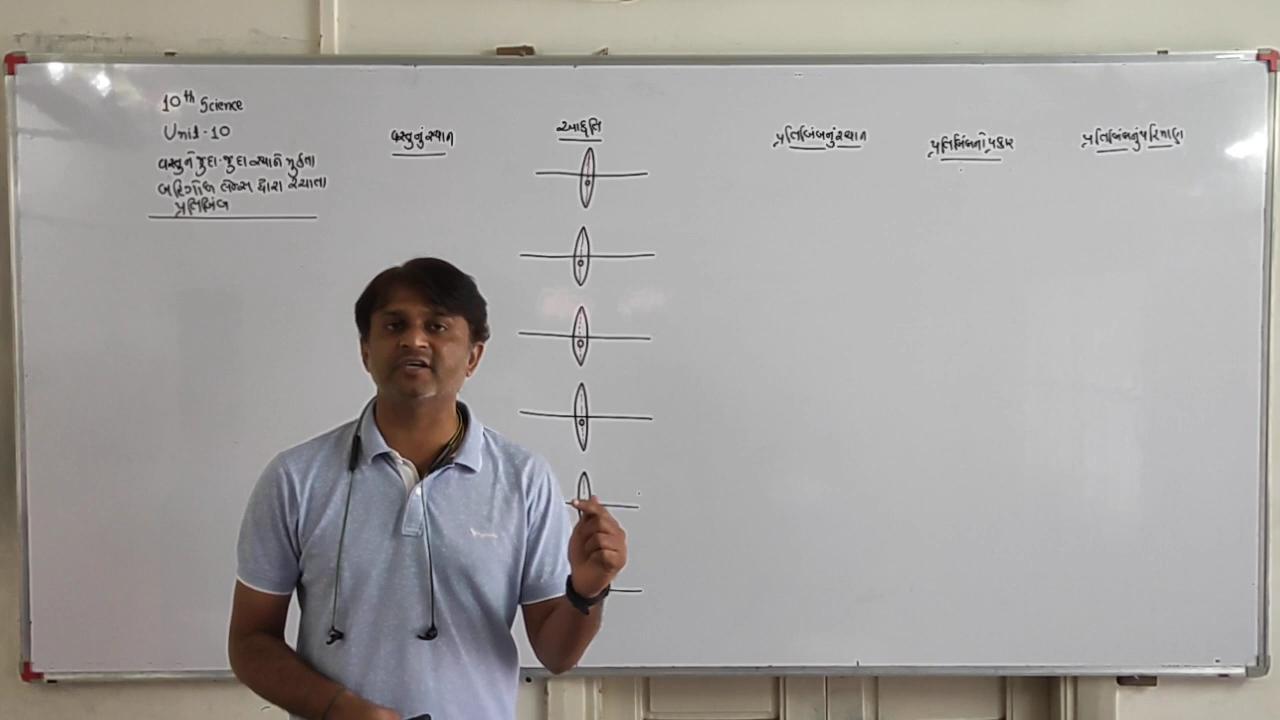 10th Science
Unit-10
વસ્તુને જુદા-જુદા સ્થાને મુકતા
બહિર્ગોળ લેન્સ દ્વારા રચાતા
પ્રતિબિંબ
વસ્તુનું સ્થાન
આકૃતિ
પ્રતિબિંબનું સ્થાન
પ્રતિબિંબનો પ્રકાર
પ્રતિબિંબનું પરિમાણ